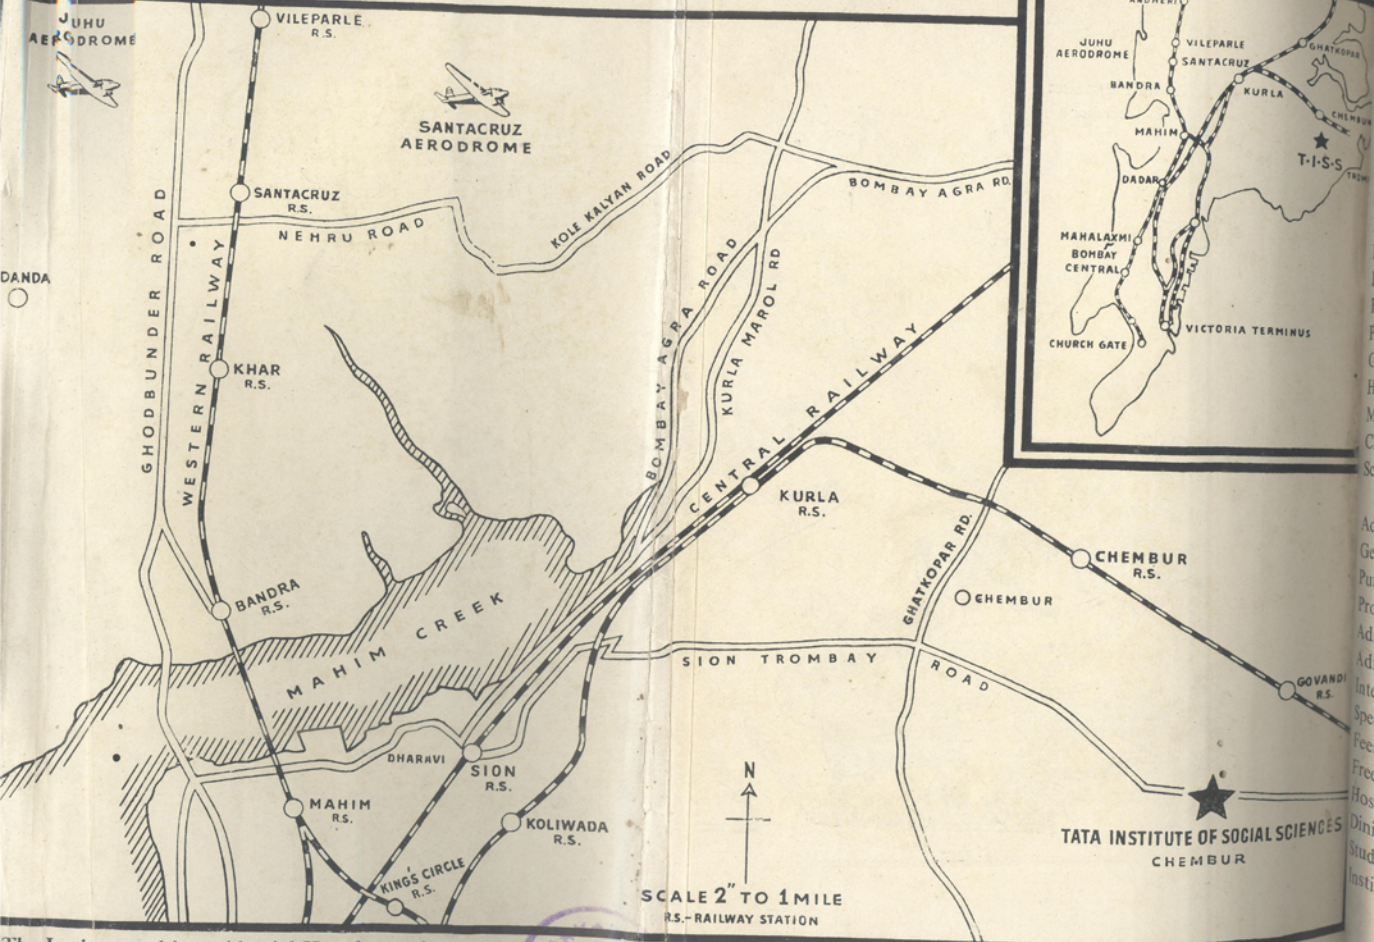 JUHU
AERODROME
VILEPARLE
R.S.
SANTACRUZ
AERODROME
SANTACRUZ
R.S.
NEHRU ROAD
KOLE KALYAN ROAD
BOMBAY AGRA RD.
GHODBUNDER ROAD
WESTERN RAILWAY
DANDA
KHAR
R.S.
BOMBAY AGRA ROAD
KURLA MAROL RD
CENTRAL RAILWAY
KURLA
R.S.
BANDRA
R.S.
MAHIM CREEK
GHATKOPAR RD.
CHEMBUR
R.S.
CHEMBUR
SION TROMBAY ROAD
GOVANDI
R.S.
DHARAVI
SION
R.S.
MAHIM
R.S.
KOLIWADA
R.S.
KING'S CIRCLE
R.S.
N
SCALE 2" TO 1 MILE
R.S.-RAILWAY STATION
TATA INSTITUTE OF SOCIAL SCIENCES
CHEMBUR
ANDHERI
JUHU
AERODROME
VILEPARLE
SANTACRUZ
GHATKOPAR
BANDRA
KURLA
CHEMBUR
MAHIM
T·I·S·S
DADAR
MAHALAXMI
BOMBAY
CENTRAL
VICTORIA TERMINUS
CHURCH GATE